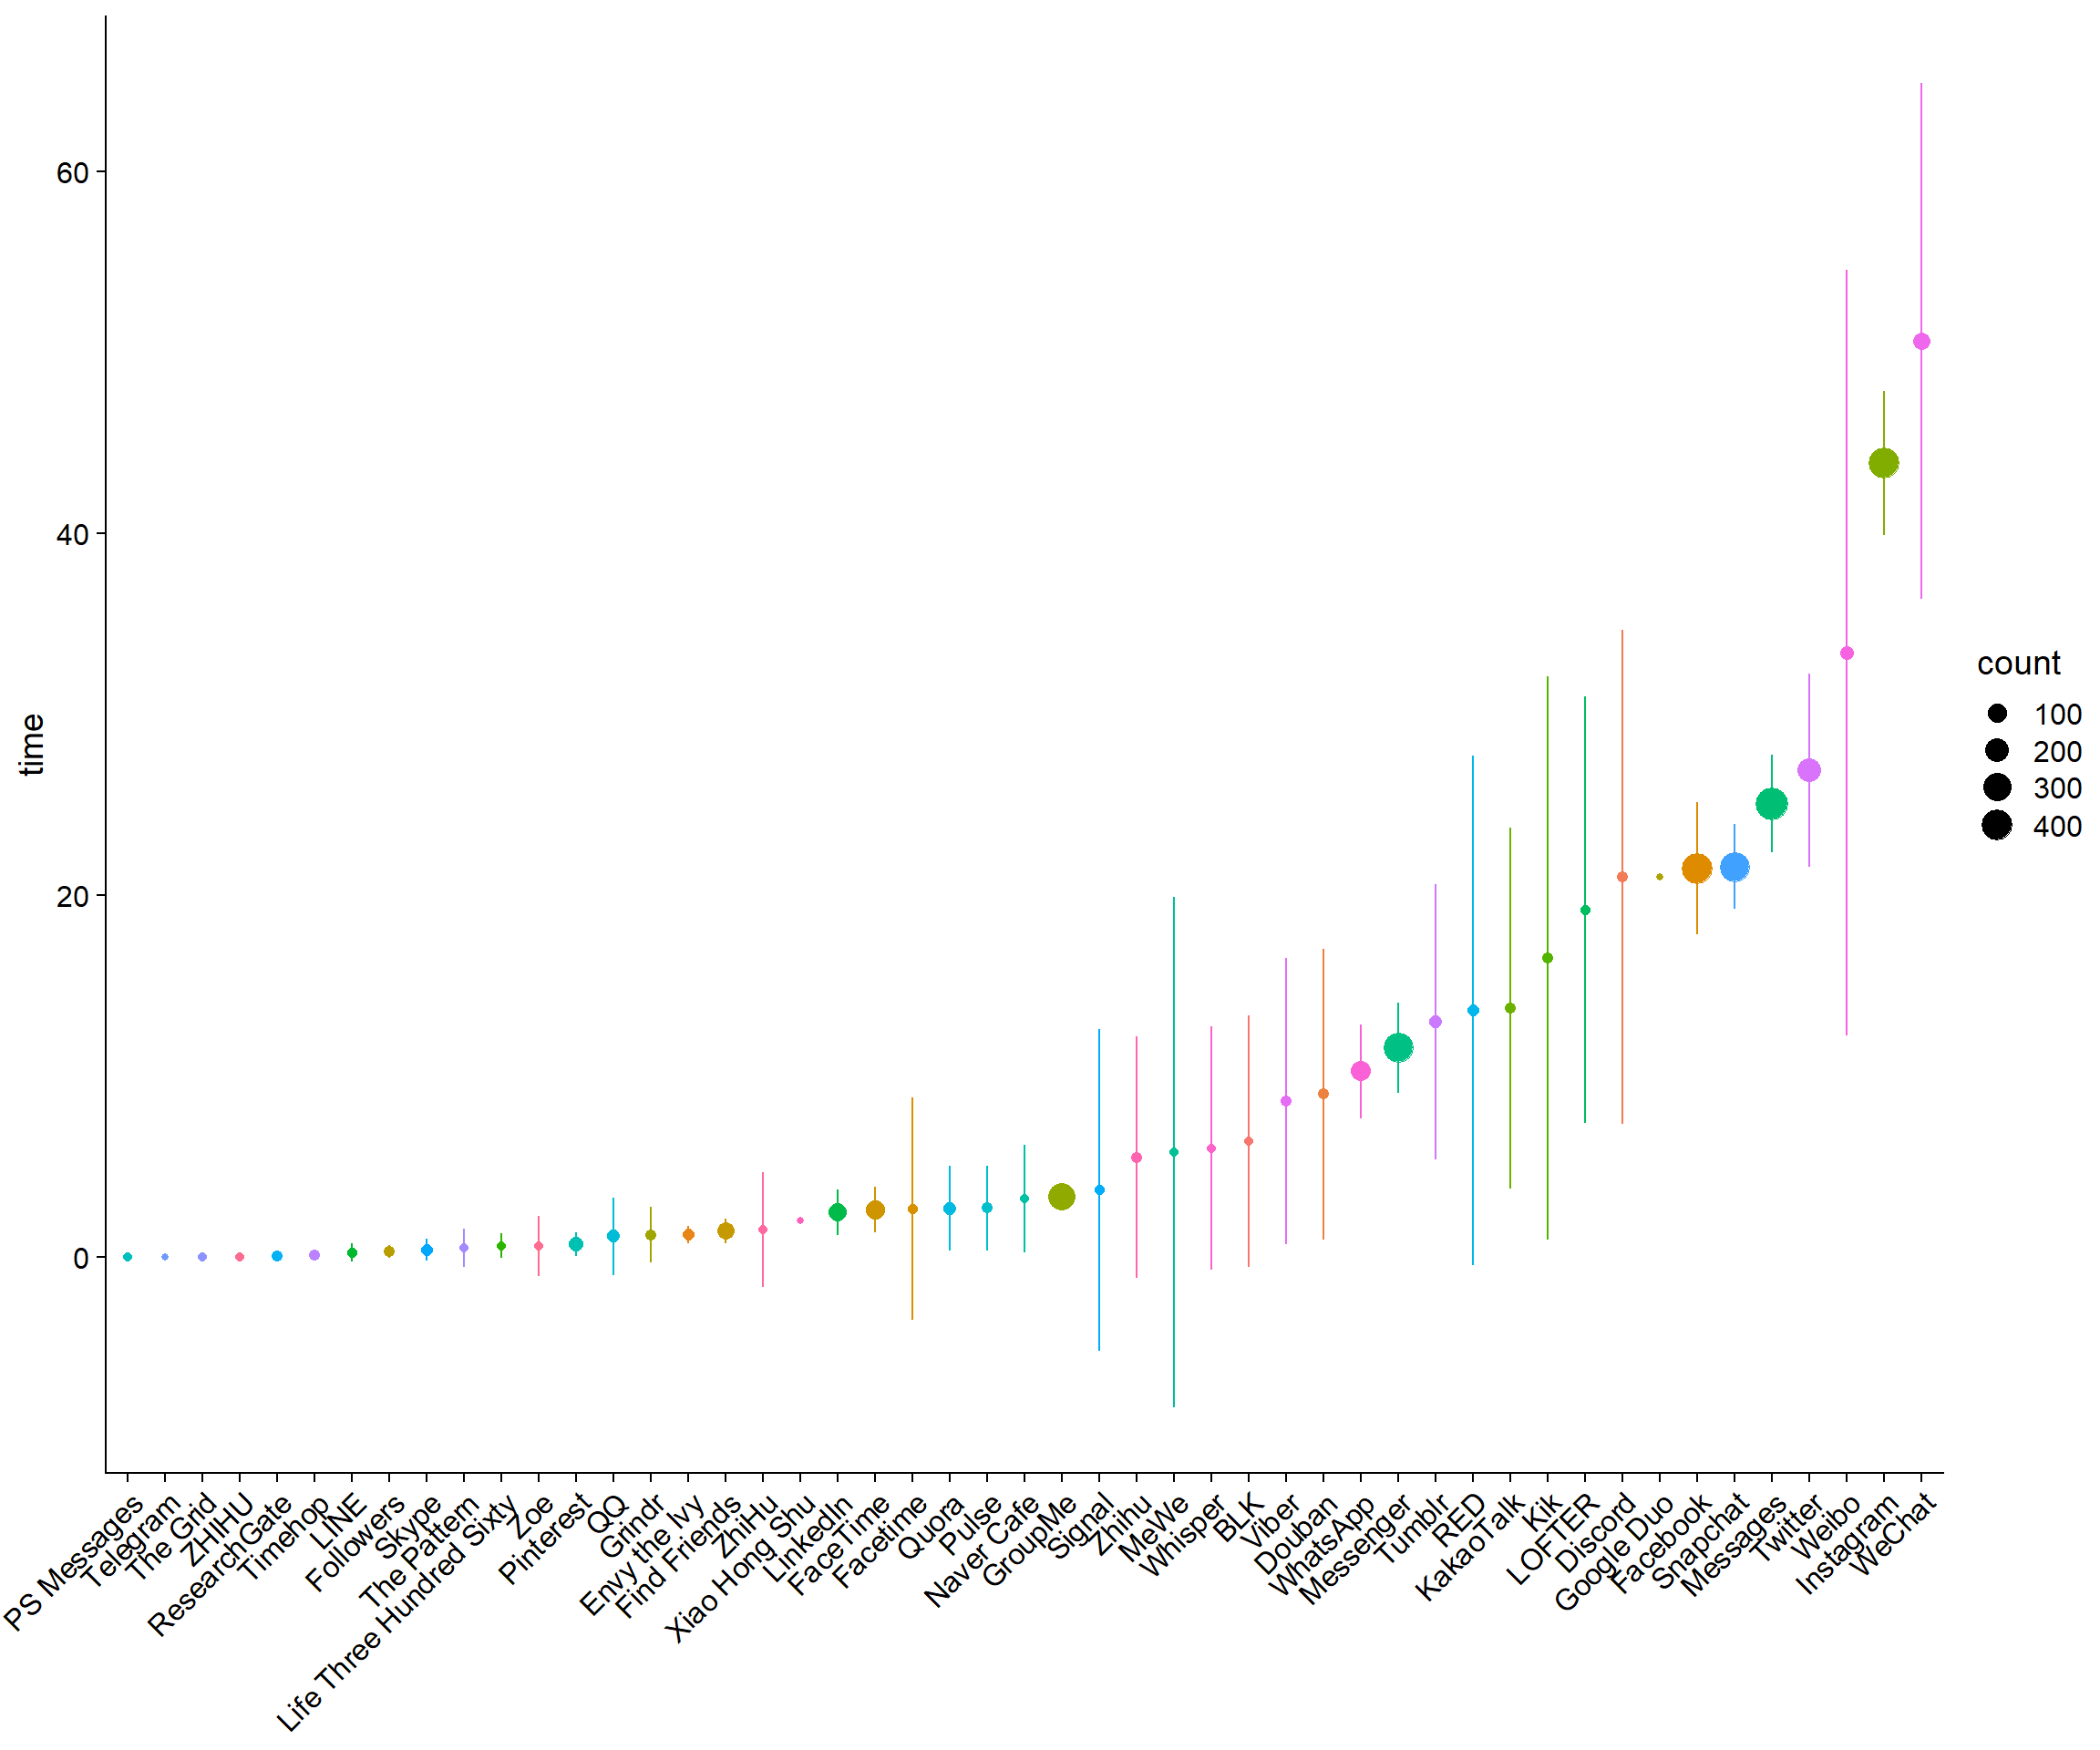 time
60
40
20
0
PS Messages
Telegram
The Grid
ZHIHU
ResearchGate
Timehop
LINE
Followers
Skype
The Pattern
Life Three Hundred Sixty
Zoe
Pinterest
QQ
Grindr
Envy the Ivy
Find Friends
ZhiHu
Xiao Hong Shu
LinkedIn
Face Time
Facetime
Quora
Pulse
Naver Cafe
GroupMe
Signal
Zhihu
MeWe
Whisper
BLK
Viber
Douban
WhatsApp
Messenger
Tumblr
RED
KakaoTalk
Kik
LOFTER
Discord
Google Duo
Facebook
Snapchat
Messages
Twitter
Weibo
Instagram
WeChat
count
100
200
300
400